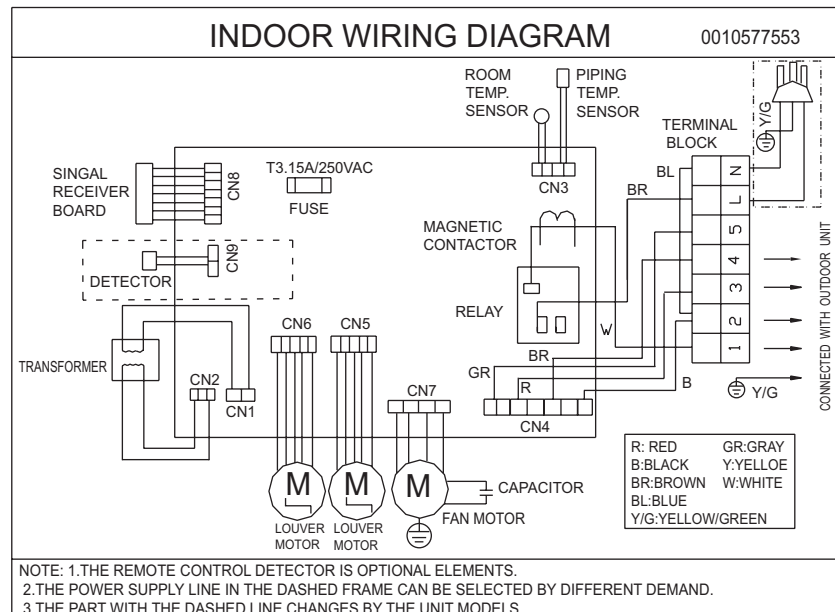 INDOOR WIRING DIAGRAM
0010577553
ROOM
TEMP.
SENSOR
PIPING
TEMP.
SENSOR
Y/G
TERMINAL
BLOCK
SINGAL
RECEIVER
BOARD
CN8
T3.15A/250VAC
FUSE
CN3
BL
BR
N
L
5
4
3
2
1
MAGNETIC
CONTACTOR
CN9
DETECTOR
RELAY
W
CONNECTED WITH OUTDOOR UNIT
TRANSFORMER
CN6
CN5
BR
GR
R
B
Y/G
CN2
CN1
CN7
CN4
M
M
M
CAPACITOR
FAN MOTOR
LOUVER
MOTOR
LOUVER
MOTOR
R: RED
GR:GRAY
B:BLACK
Y:YELLOE
BR:BROWN
W:WHITE
BL:BLUE
Y/G:YELLOW/GREEN
NOTE: 1.THE REMOTE CONTROL DETECTOR IS OPTIONAL ELEMENTS.
2.THE POWER SUPPLY LINE IN THE DASHED FRAME CAN BE SELECTED BY DIFFERENT DEMAND.
3.THE PART WITH THE DASHED LINE CHANGES BY THE UNIT MODELS